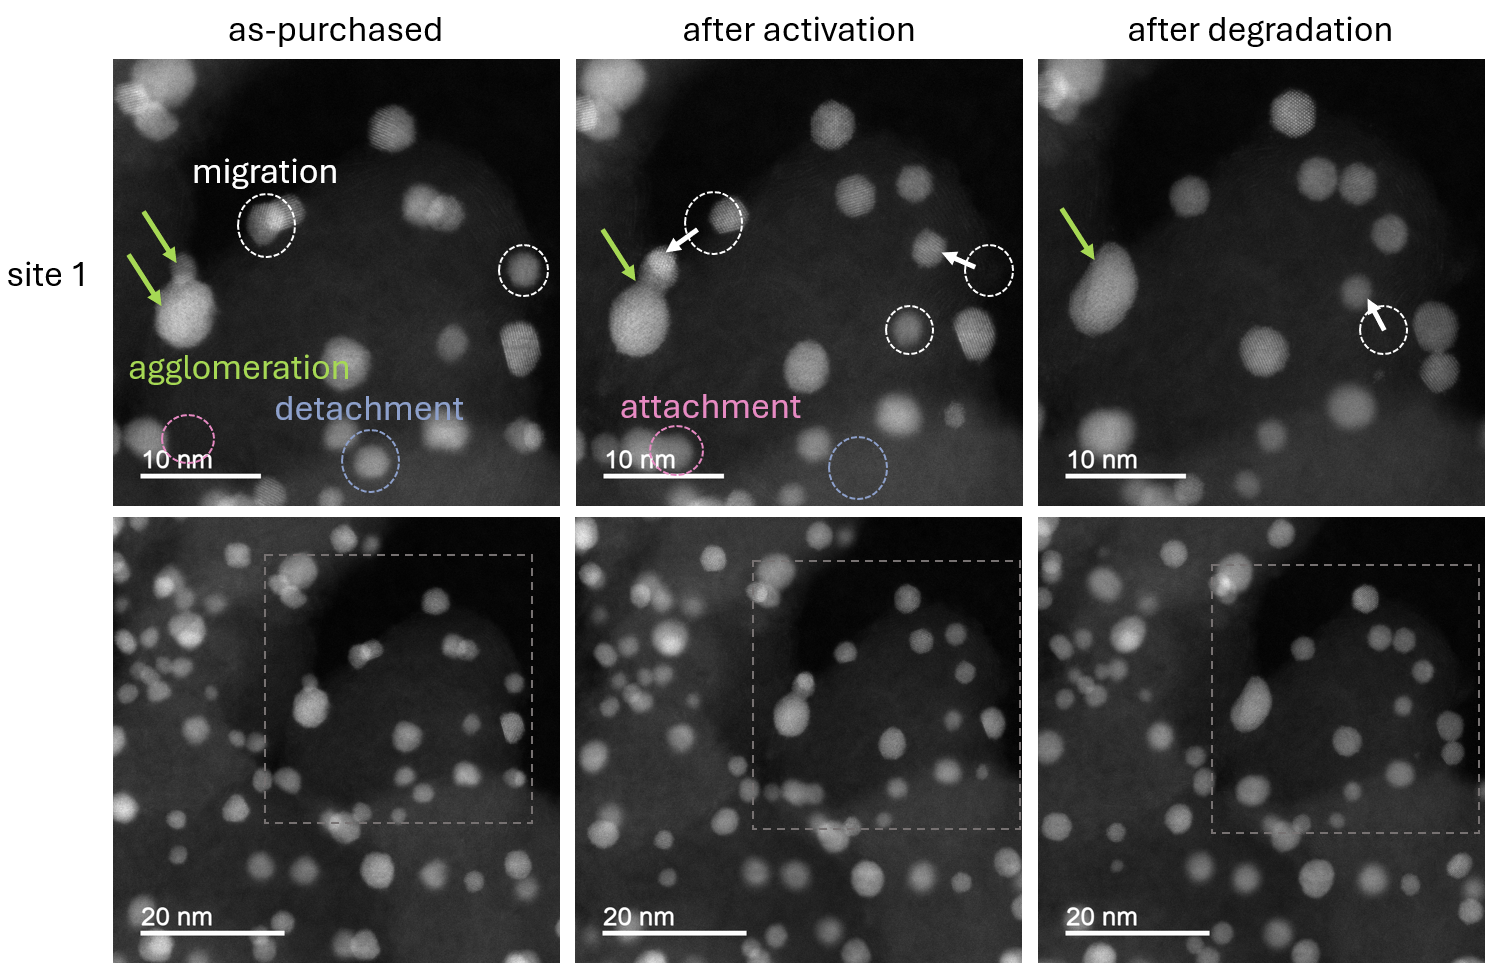 as-purchased
after activation
after degradation
site 1
migration
agglomeration
detachment
10 nm
attachment
10 nm
10 nm
20 nm
20 nm
20 nm